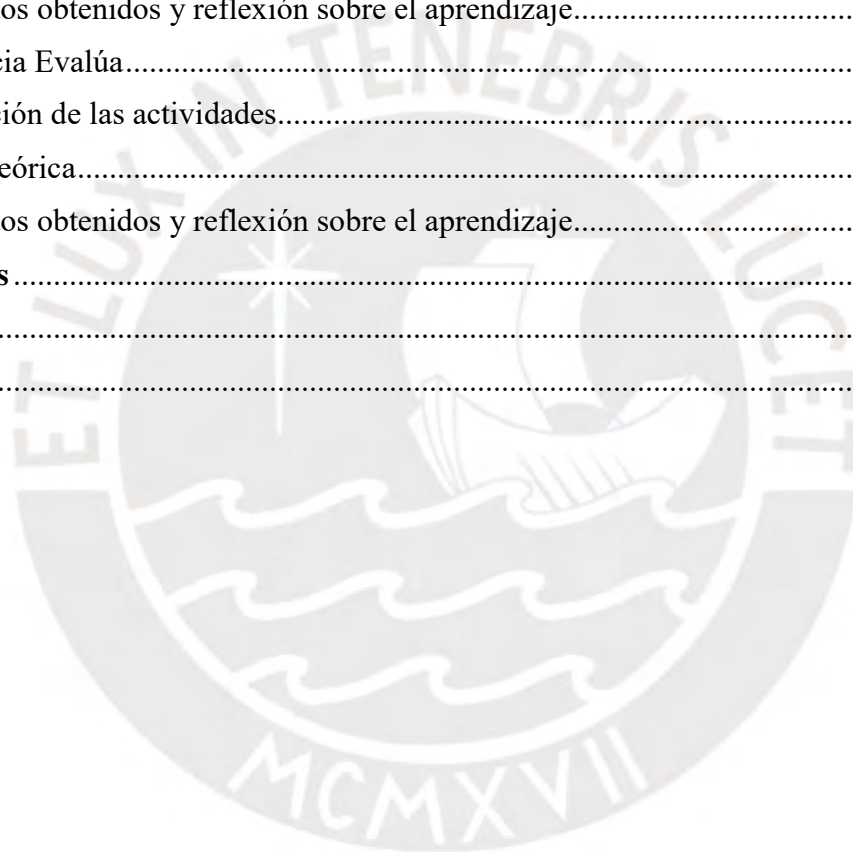 os obtenidos y reflexión sobre el aprendizaje................................
cia Evalúa................................
ción de las actividades................................
eórica................................
os obtenidos y reflexión sobre el aprendizaje................................
s................................
................................
................................
ET LUX IN TENEBRIS LUCET
MCMXVII